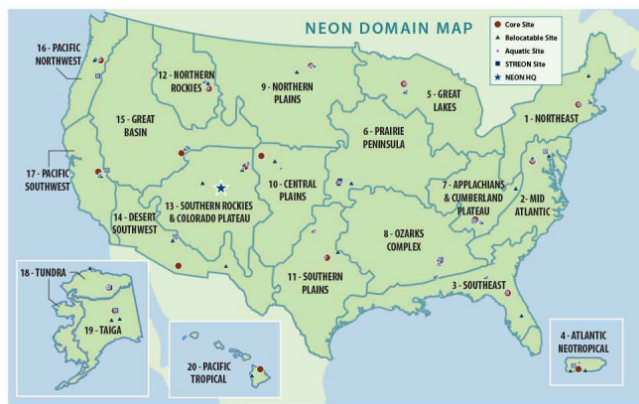 NEON DOMAIN MAP
Core Site
Relocatable Site
Aquatic Site
STREON Site
NEON HQ
16 - PACIFIC
NORTHWEST
12 - NORTHERN
ROCKIES
9 - NORTHERN
PLAINS
5 - GREAT
LAKES
1 - NORTHEAST
15 - GREAT
BASIN
6 - PRAIRIE
PENINSULA
17 - PACIFIC
SOUTHWEST
10 - CENTRAL
PLAINS
7 - APPLACHIANS
& CUMBERLAND
PLATEAU
2 - MID
ATLANTIC
13 - SOUTHERN ROCKIES
& COLORADO PLATEAU
14 - DESERT
SOUTHWEST
8 - OZARKS
COMPLEX
11 - SOUTHERN
PLAINS
3 - SOUTHEAST
18 - TUNDRA
19 - TAIGA
20 - PACIFIC
TROPICAL
4 - ATLANTIC
NEOTROPICAL